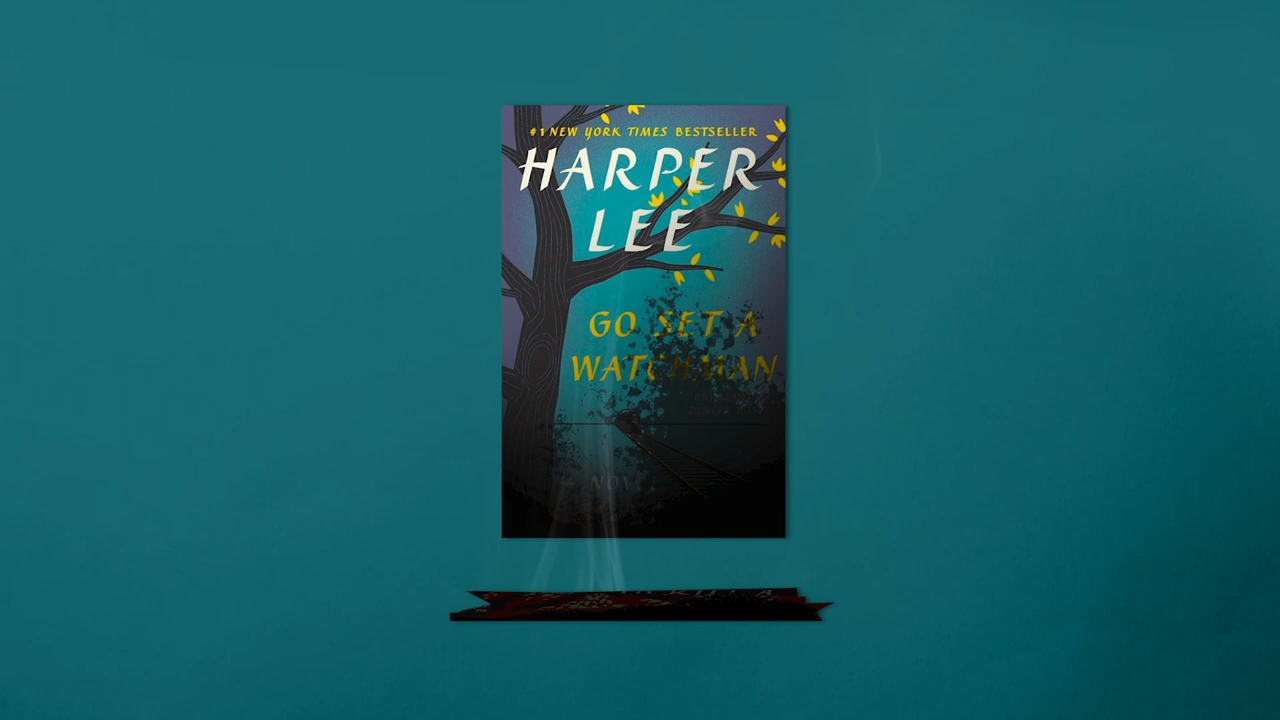 #1 NEW YORK TIMES BESTSELLER
HARPER
LEE
GO SET A
WATCHMAN